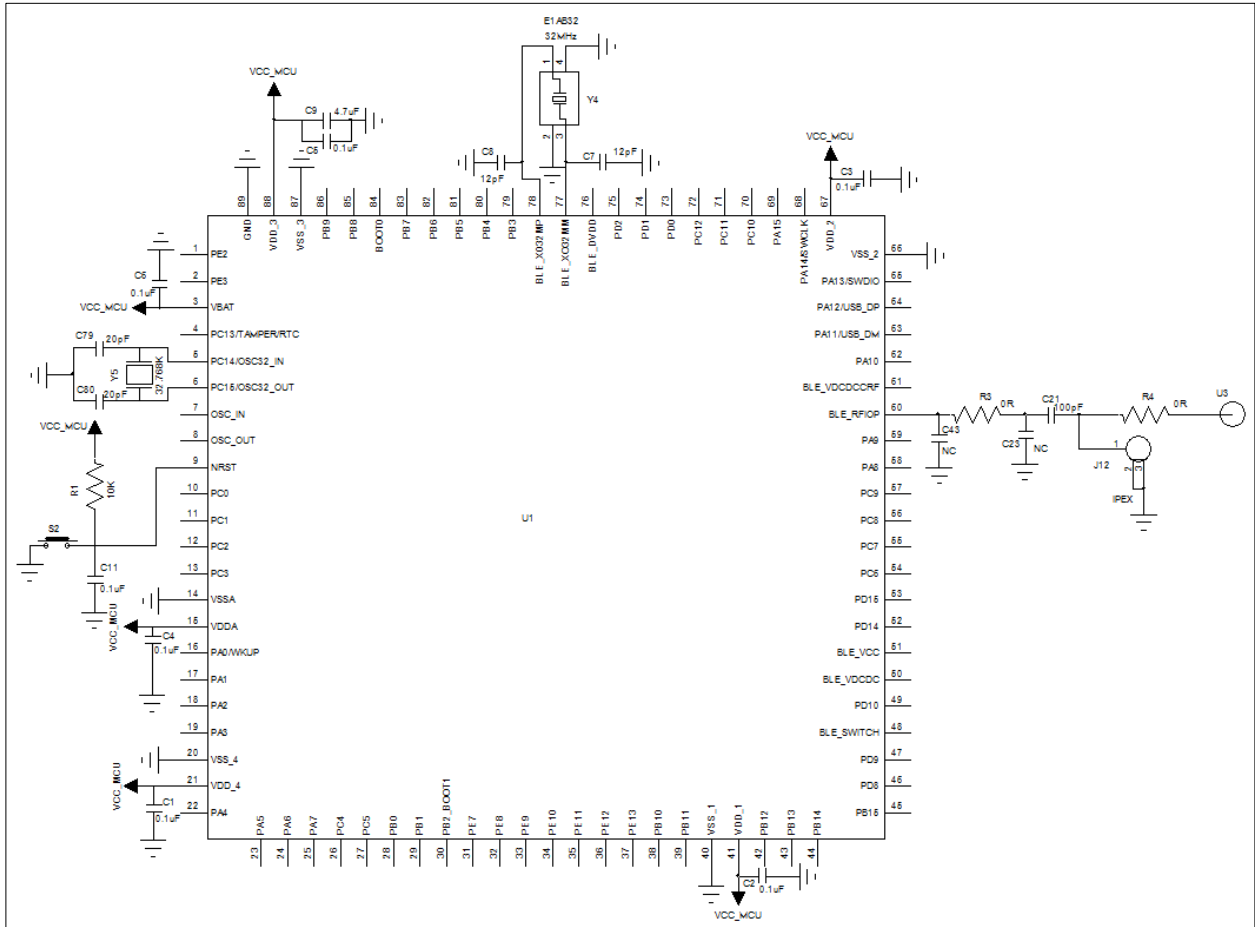 E1AB32
32MHz
1
4
Y4
2
3
VCC_MCU
C9
4.7uF
C5
0.1uF
C8
12pF
C7
12pF
VCC_MCU
C3
0.1uF
89
88
87
86
85
84
83
82
81
80
79
78
77
76
75
74
73
72
71
70
69
68
67
GND
VDD_3
VSS_3
PB9
PB8
BOOT0
PB7
PB6
PB5
PB4
PB3
BLE_XO32MP
BLE_XO32MM
BLE_DVDD
PD2
PD1
PD0
PC12
PC11
PC10
PA15
PA14/SWCLK
VDD_2
1 PE2
2 PE3
3 VBAT
4 PC13/TAMPER/RTC
5 PC14/OSC32_IN
6 PC15/OSC32_OUT
7 OSC_IN
8 OSC_OUT
9 NRST
10 PC0
11 PC1
12 PC2
13 PC3
14 VSSA
15 VDDA
16 PA0/WKUP
17 PA1
18 PA2
19 PA3
20 VSS_4
21 VDD_4
22 PA4
C6
0.1uF
VCC_MCU
C79
20pF
Y5
32.768K
C80
20pF
VCC_MCU
R1
10K
S2
C11
0.1uF
VCC_MCU
C4
0.1uF
VCC_MCU
C1
0.1uF
U1
VSS_2 66
PA13/SWDIO 65
PA12/USB_DP 64
PA11/USB_DM 63
PA10 62
BLE_VDCDCCRF 61
BLE_RFIOP 60
PA9 59
PA8 58
PC9 57
PC8 56
PC7 55
PC6 54
PD15 53
PD14 52
BLE_VCC 51
BLE_VDCDC 50
PD10 49
BLE_SWITCH 48
PD9 47
PD8 46
PB15 45
C43
NC
R3
0R
C23
NC
C21
100pF
R4
0R
U3
J12
1
2
3
IPEX
PA5
PA6
PA7
PC4
PC5
PB0
PB1
PB2_BOOT1
PE7
PE8
PE9
PE10
PE11
PE12
PE13
PB10
PB11
VSS_1
VDD_1
PB12
PB13
PB14
23
24
25
26
27
28
29
30
31
32
33
34
35
36
37
38
39
40
41
42
43
44
C2
0.1uF
VCC_MCU